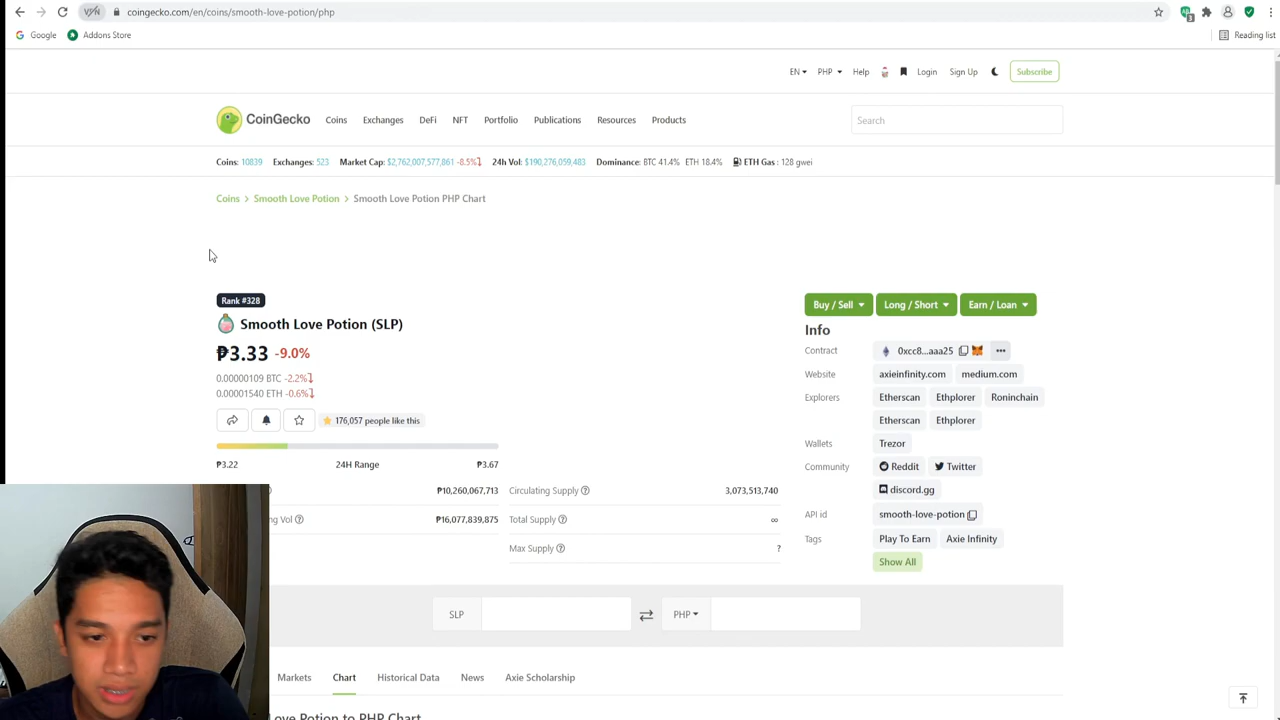 coingecko.com/en/coins/smooth-love-potion/php
Google Addons Store Reading list
EN PHP Help Login Sign Up Subscribe
CoinGecko Coins Exchanges DeFi NFT Portfolio Publications Resources Products Search
Coins: 10839 Exchanges: 523 Market Cap: $2,762,007,577,861 -8.5% 24h Vol: $190,276,059,483 Dominance: BTC 41.4% ETH 18.4% ETH Gas : 128 gwei
Coins > Smooth Love Potion > Smooth Love Potion PHP Chart
Rank #328
Smooth Love Potion (SLP)
₱3.33 -9.0%
0.00000109 BTC -2.2%
0.00001540 ETH -0.6%
176,057 people like this
₱3.22 24H Range ₱3.67
₱10,260,067,713 Circulating Supply 3,073,513,740
Vol ₱16,077,839,875 Total Supply ∞
Max Supply ?
Buy / Sell Long / Short Earn / Loan
Info
Contract 0xcc8...aaa25
Website axieinfinity.com medium.com
Explorers Etherscan Ethplorer Roninchain
Etherscan Ethplorer
Wallets Trezor
Community Reddit Twitter
discord.gg
API id smooth-love-potion
Tags Play To Earn Axie Infinity
Show All
SLP PHP
Markets Chart Historical Data News Axie Scholarship
Love Potion to PHP Chart